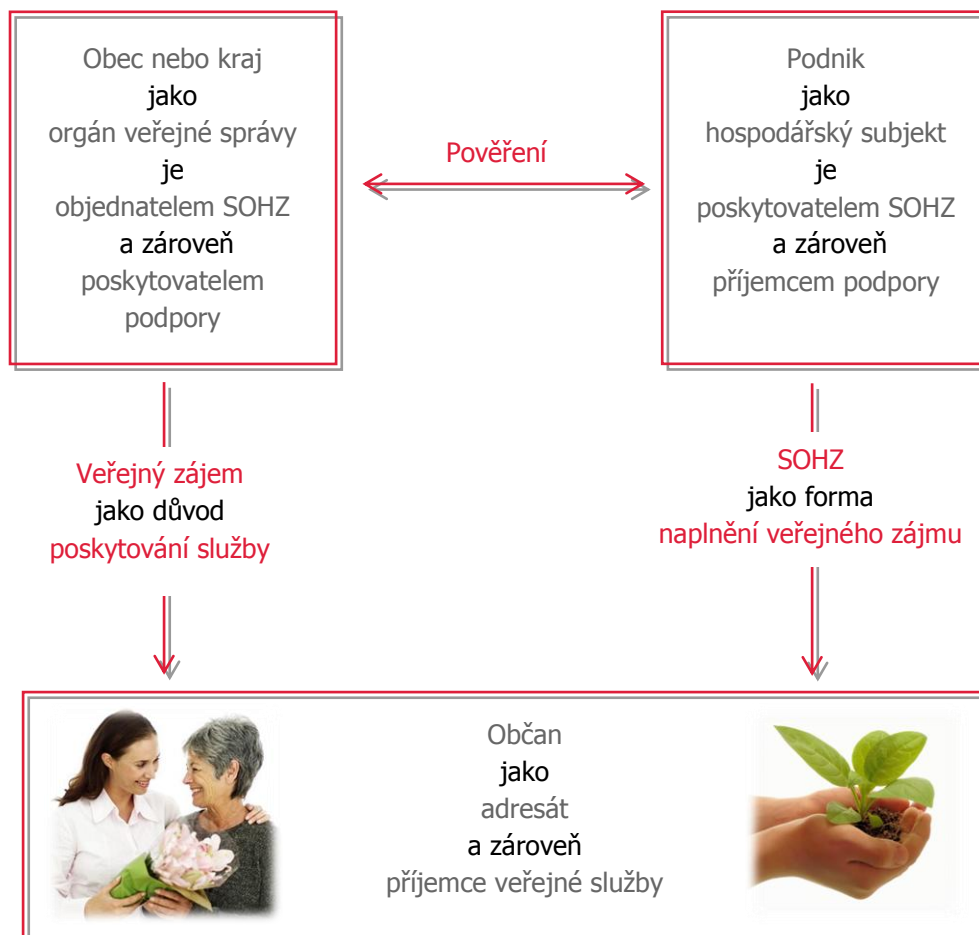 Obec nebo kraj
jako
orgán veřejné správy
je
objednatelem SOHZ
a zároveň
poskytovatelem
podpory
Pověření
Podnik
jako
hospodářský subjekt
je
poskytovatelem SOHZ
a zároveň
příjemcem podpory
Veřejný zájem
jako důvod
poskytování služby
SOHZ
jako forma
naplnění veřejného zájmu
Občan
jako
adresát
a zároveň
příjemce veřejné služby